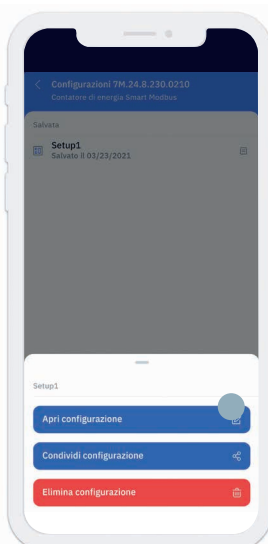 Configurazioni 7M.24.8.230.0210
Contatore di energia Smart Modbus
Salvata
Setup1
Salvato il 03/23/2021
Setup1
Apri configurazione
Condividi configurazione
Elimina configurazione